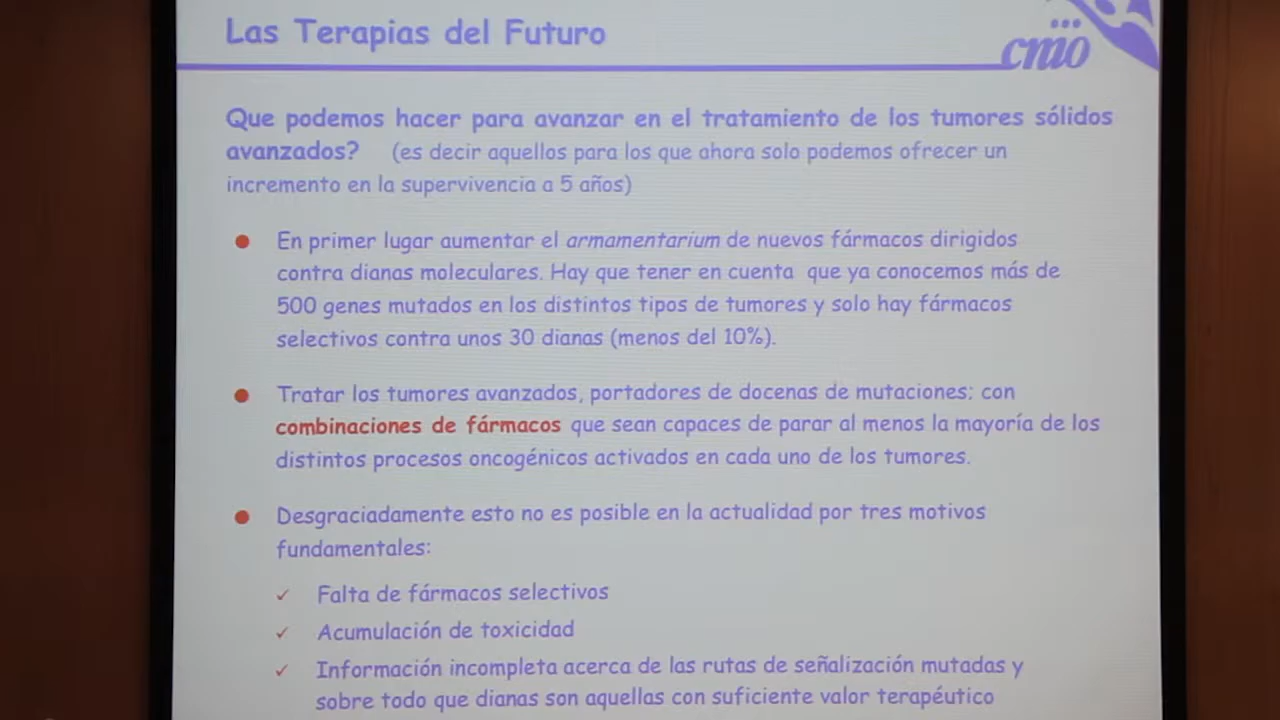 Las Terapias del Futuro
cnio
Que podemos hacer para avanzar en el tratamiento de los tumores sólidos
avanzados? (es decir aquellos para los que ahora solo podemos ofrecer un
incremento en la supervivencia a 5 años)
En primer lugar aumentar el armamentarium de nuevos fármacos dirigidos
contra dianas moleculares. Hay que tener en cuenta que ya conocemos más de
500 genes mutados en los distintos tipos de tumores y solo hay fármacos
selectivos contra unos 30 dianas (menos del 10%).
Tratar los tumores avanzados, portadores de docenas de mutaciones; con
combinaciones de fármacos que sean capaces de parar al menos la mayoría de los
distintos procesos oncogénicos activados en cada uno de los tumores.
Desgraciadamente esto no es posible en la actualidad por tres motivos
fundamentales:
✓ Falta de fármacos selectivos
✓ Acumulación de toxicidad
✓ Información incompleta acerca de las rutas de señalización mutadas y
sobre todo que dianas son aquellas con suficiente valor terapéutico